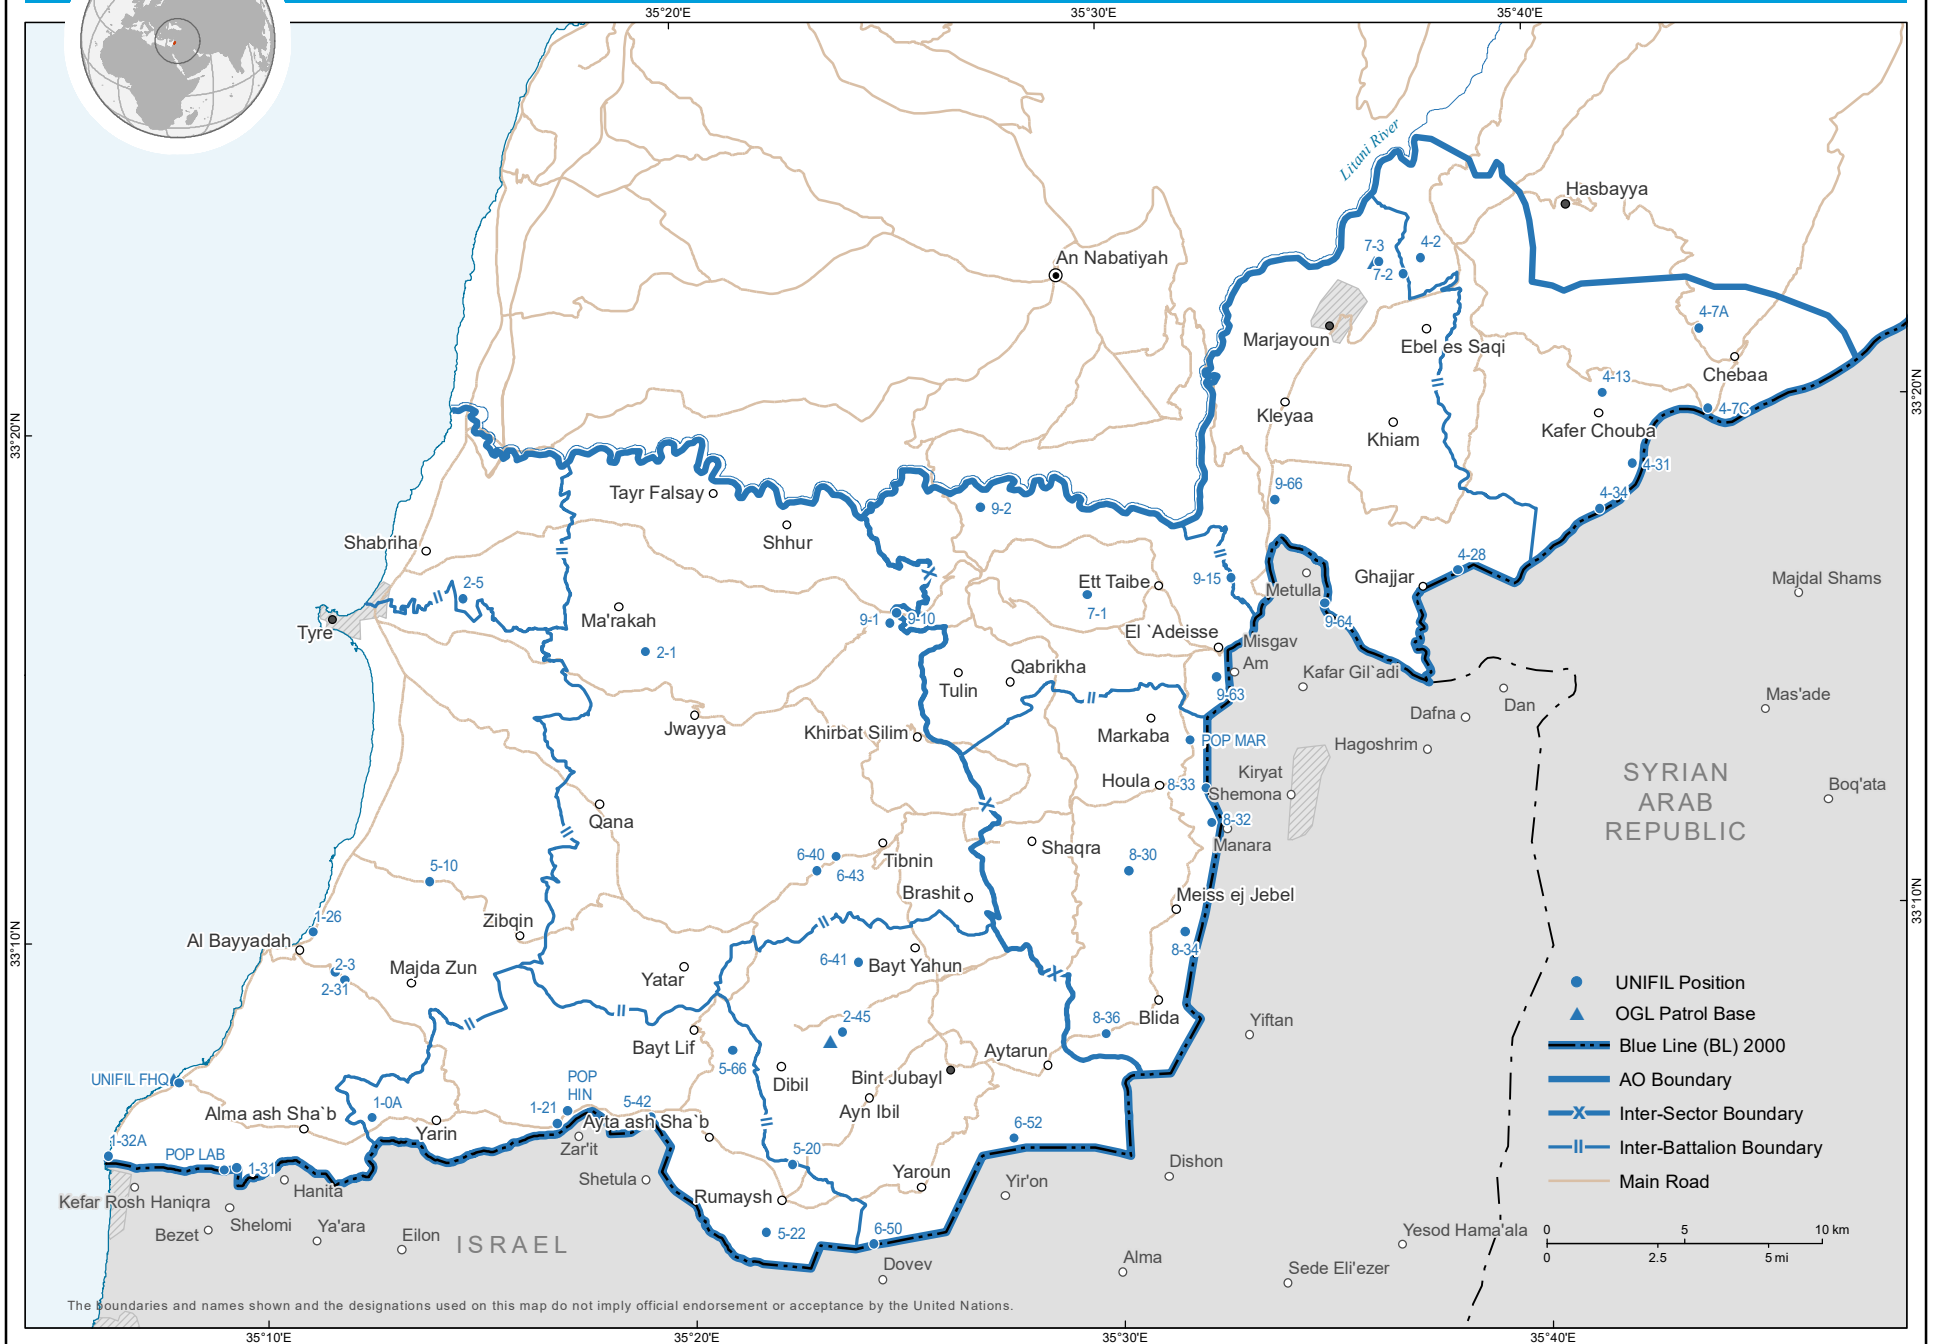 35°20'E
35°30'E
35°40'E
Litani River
Hasbayya
An Nabatiyah
7-3
4-2
7-2
4-7A
Marjayoun
Ebel es Saqi
Chebaa
4-13
4-7C
33°20'N
33°20'N
Kleyaa
Khiam
Kafer Chouba
4-31
Tayr Falsay
9-66
4-34
9-2
Shhur
Shabriha
4-28
2-5
Ett Taibe
9-15
Ghajjar
Metulla
Majdal Shams
7-1
Ma'rakah
9-1
9-10
9-64
Tyre
El `Adeisse
Misgav
Am
2-1
Qabrikha
Kafar Gil`adi
Tulin
9-63
Dan
Mas'ade
Dafna
Jwayya
Khirbat Silim
Markaba
POP MAR
Hagoshrim
Kiryat
Shemona
SYRIAN
ARAB
REPUBLIC
Houla
8-33
Boq'ata
Qana
8-32
Manara
Shaqra
6-40
Tibnin
8-30
6-43
5-10
Brashit
Meiss ej Jebel
33°10'N
33°10'N
1-26
Zibqin
Al Bayyadah
8-34
2-3
Majda Zun
6-41
Bayt Yahun
Yatar
2-31
UNIFIL Position
OGL Patrol Base
Blue Line (BL) 2000
AO Boundary
Inter-Sector Boundary
Inter-Battalion Boundary
Main Road
2-45
8-36
Blida
Yiftan
Bayt Lif
Aytarun
5-66
UNIFIL FHQ
POP
HIN
Dibil
Bint Jubayl
1-0A
5-42
Alma ash Sha`b
1-21
Ayn Ibil
Yarin
Ayta ash Sha`b
6-52
1-32A
POP LAB
1-31
Zar'it
5-20
Hanita
Shetula
Yaroun
Dishon
Yir'on
Kefar Rosh Haniqra
Rumaysh
Shelomi
Bezet
Ya'ara
Eilon
ISRAEL
5-22
6-50
Yesod Hama'ala
0 5 10 km
0 2.5 5 mi
Dovev
Alma
Sede Eli'ezer
The boundaries and names shown and the designations used on this map do not imply official endorsement or acceptance by the United Nations.
35°10'E
35°20'E
35°30'E
35°40'E